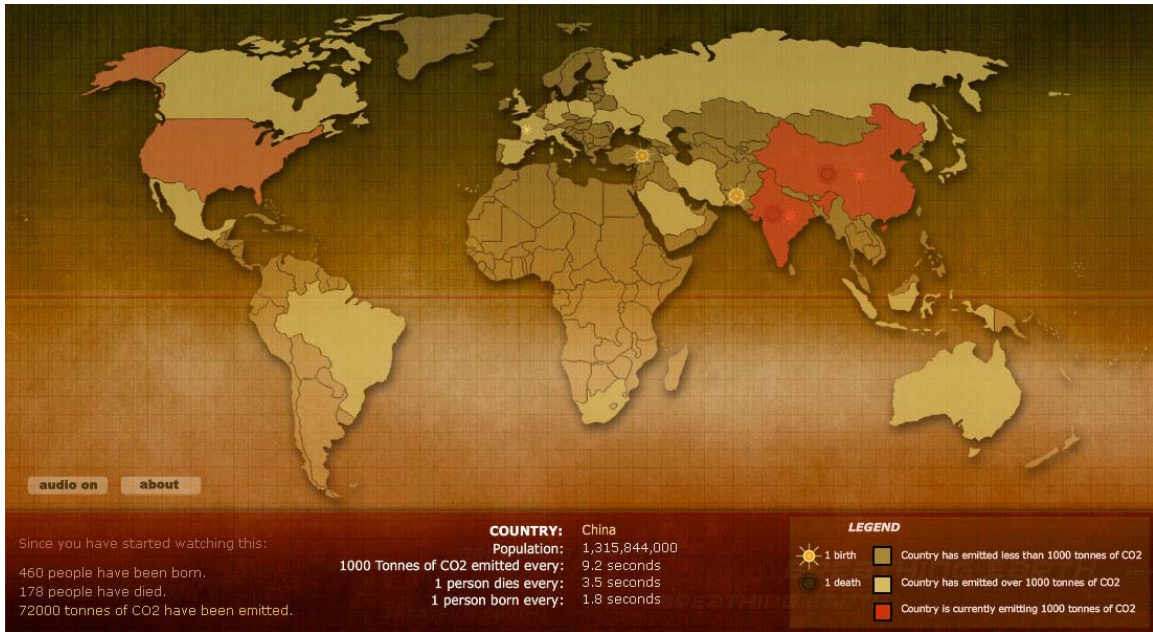 audio on
about
Since you have started watching this:
460 people have been born.
178 people have died.
72000 tonnes of CO2 have been emitted.
COUNTRY: China
Population: 1,315,844,000
1000 Tonnes of CO2 emitted every: 9.2 seconds
1 person dies every: 3.5 seconds
1 person born every: 1.8 seconds
LEGEND
1 birth
Country has emitted less than 1000 tonnes of CO2
1 death
Country has emitted over 1000 tonnes of CO2
Country is currently emitting 1000 tonnes of CO2